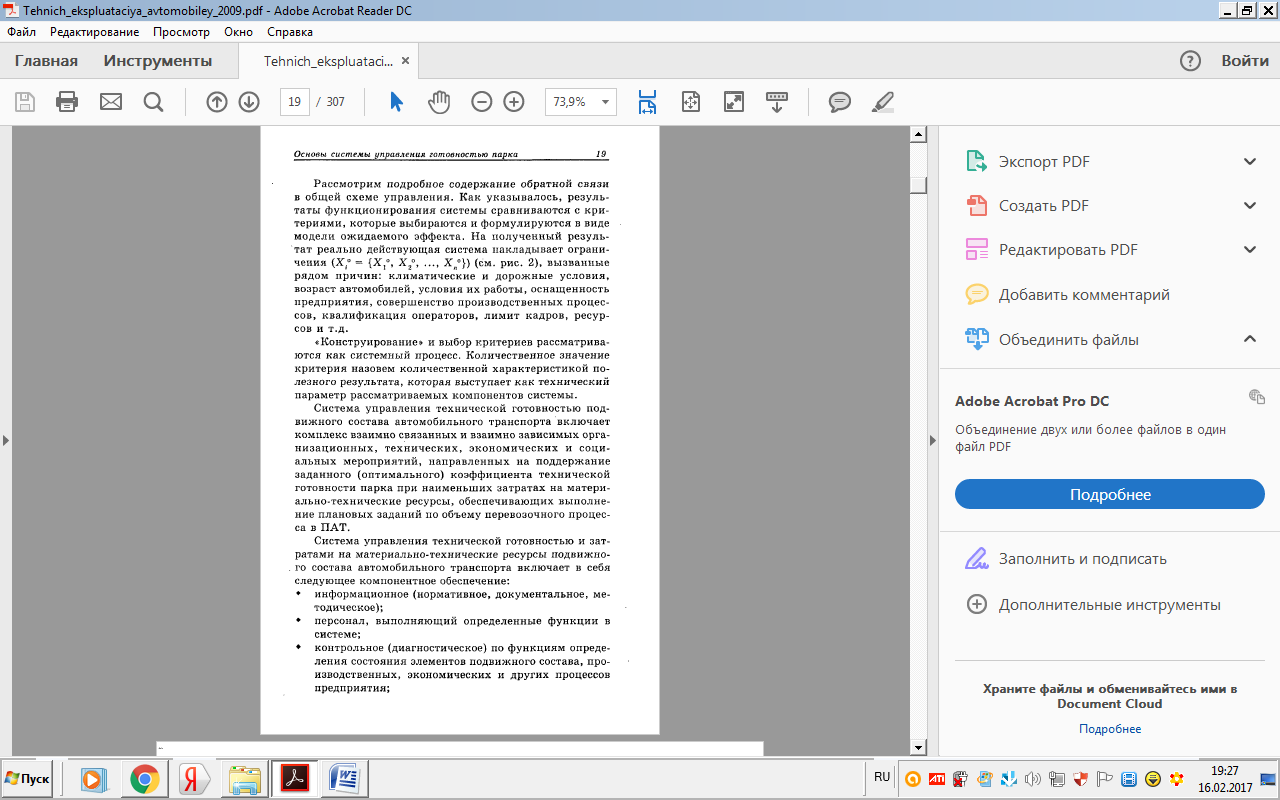 Tehnich_ekspluataciya_avtomobiley_2009.pdf - Adobe Acrobat Reader DC
Файл Редактирование Просмотр Окно Справка
Главная Инструменты Tehnich_ekspluataci... × Войти
19 / 307 73,9%
Основы системы управления готовностью парка 19
Рассмотрим подробное содержание обратной связи
в общей схеме управления. Как указывалось, резуль-
таты функционирования системы сравниваются с кри-
териями, которые выбираются и формулируются в виде
модели ожидаемого эффекта. На полученный резуль-
тат реально действующая система накладывает ограни-
чения (X_i° = {X_1°, X_2°, ..., X_n°}) (см. рис. 2), вызванные
рядом причин: климатические и дорожные условия,
возраст автомобилей, условия их работы, оснащенность
предприятия, совершенство производственных процес-
сов, квалификация операторов, лимит кадров, ресур-
сов и т.д.
«Конструирование» и выбор критериев рассматрива-
ются как системный процесс. Количественное значение
критерия назовем количественной характеристикой по-
лезного результата, которая выступает как технический
параметр рассматриваемых компонентов системы.
Система управления технической готовностью под-
вижного состава автомобильного транспорта включает
комплекс взаимно связанных и взаимно зависимых орга-
низационных, технических, экономических и соци-
альных мероприятий, направленных на поддержание
заданного (оптимального) коэффициента технической
готовности парка при наименьших затратах на матери-
ально-технические ресурсы, обеспечивающих выполне-
ние плановых заданий по объему перевозочного процес-
са в ПАТ.
Система управления технической готовностью и зат-
ратами на материально-технические ресурсы подвижно-
го состава автомобильного транспорта включает в себя
следующее компонентное обеспечение:
• информационное (нормативное, документальное, ме-
тодическое);
• персонал, выполняющий определенные функции в
системе;
• контрольное (диагностическое) по функциям опреде-
ления состояния элементов подвижного состава, про-
изводственных, экономических и других процессов
предприятия;
Экспорт PDF
Создать PDF
Редактировать PDF
Добавить комментарий
Объединить файлы
Adobe Acrobat Pro DC
Объединение двух или более файлов в один
файл PDF
Подробнее
Заполнить и подписать
Дополнительные инструменты
Храните файлы и обменивайтесь ими в
Document Cloud
Подробнее
Пуск RU 19:27
16.02.2017